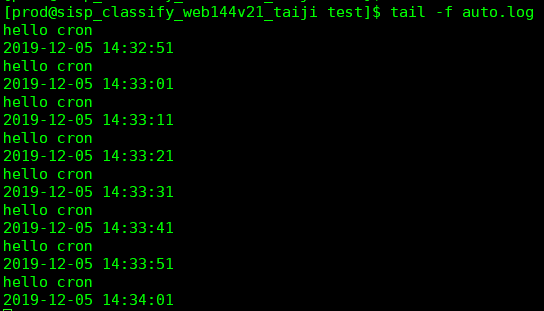 [prod@sisp_classify_web144v21_taiji test]$ tail -f auto.log
hello cron
2019-12-05 14:32:51
hello cron
2019-12-05 14:33:01
hello cron
2019-12-05 14:33:11
hello cron
2019-12-05 14:33:21
hello cron
2019-12-05 14:33:31
hello cron
2019-12-05 14:33:41
hello cron
2019-12-05 14:33:51
hello cron
2019-12-05 14:34:01